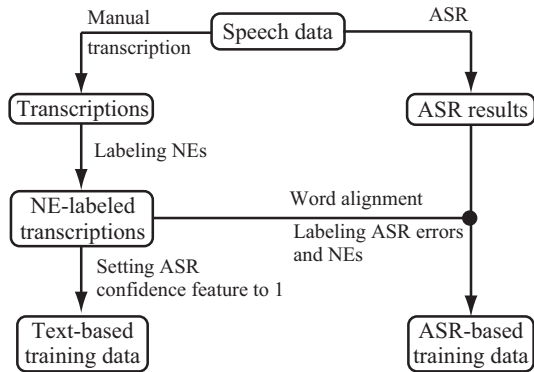 Manual
transcription
Speech data
ASR
Transcriptions
ASR results
Labeling NEs
NE-labeled
transcriptions
Word alignment
Labeling ASR errors
and NEs
Setting ASR
confidence feature to 1
Text-based
training data
ASR-based
training data